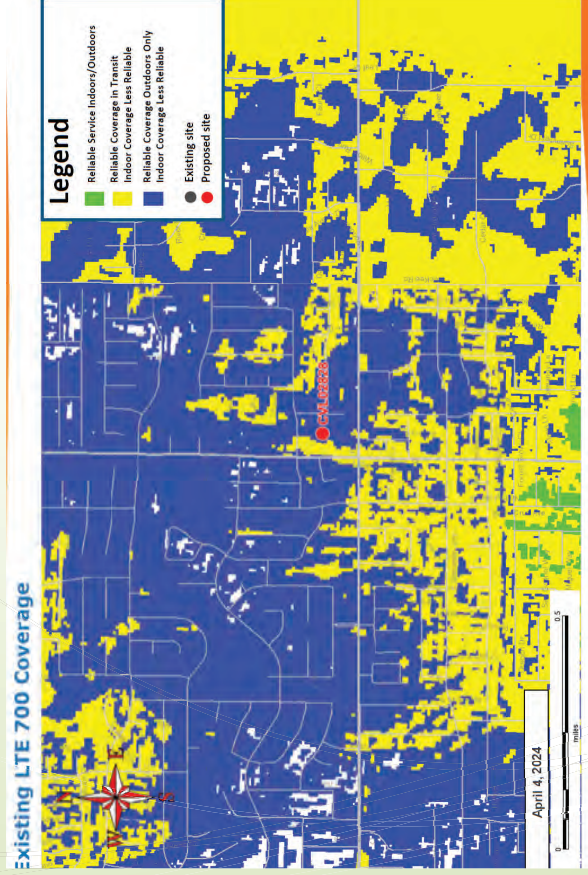 Existing LTE 700 Coverage
N
W
E
S
Legend
Reliable Service Indoors/Outdoors
Reliable Coverage in Transit
Indoor Coverage Less Reliable
Reliable Coverage Outdoors Only
Indoor Coverage Less Reliable
Existing site
Proposed site
April 4, 2024
0
0.5
miles